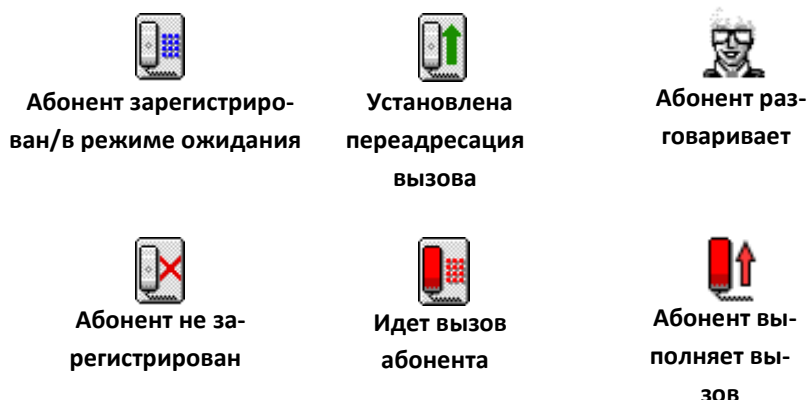 Абонент зарегистриро-
ван/в режиме ожидания
Установлена
переадресация
вызова
Абонент раз-
говаривает
Абонент не за-
регистрирован
Идет вызов
абонента
Абонент вы-
полняет вы-
зов